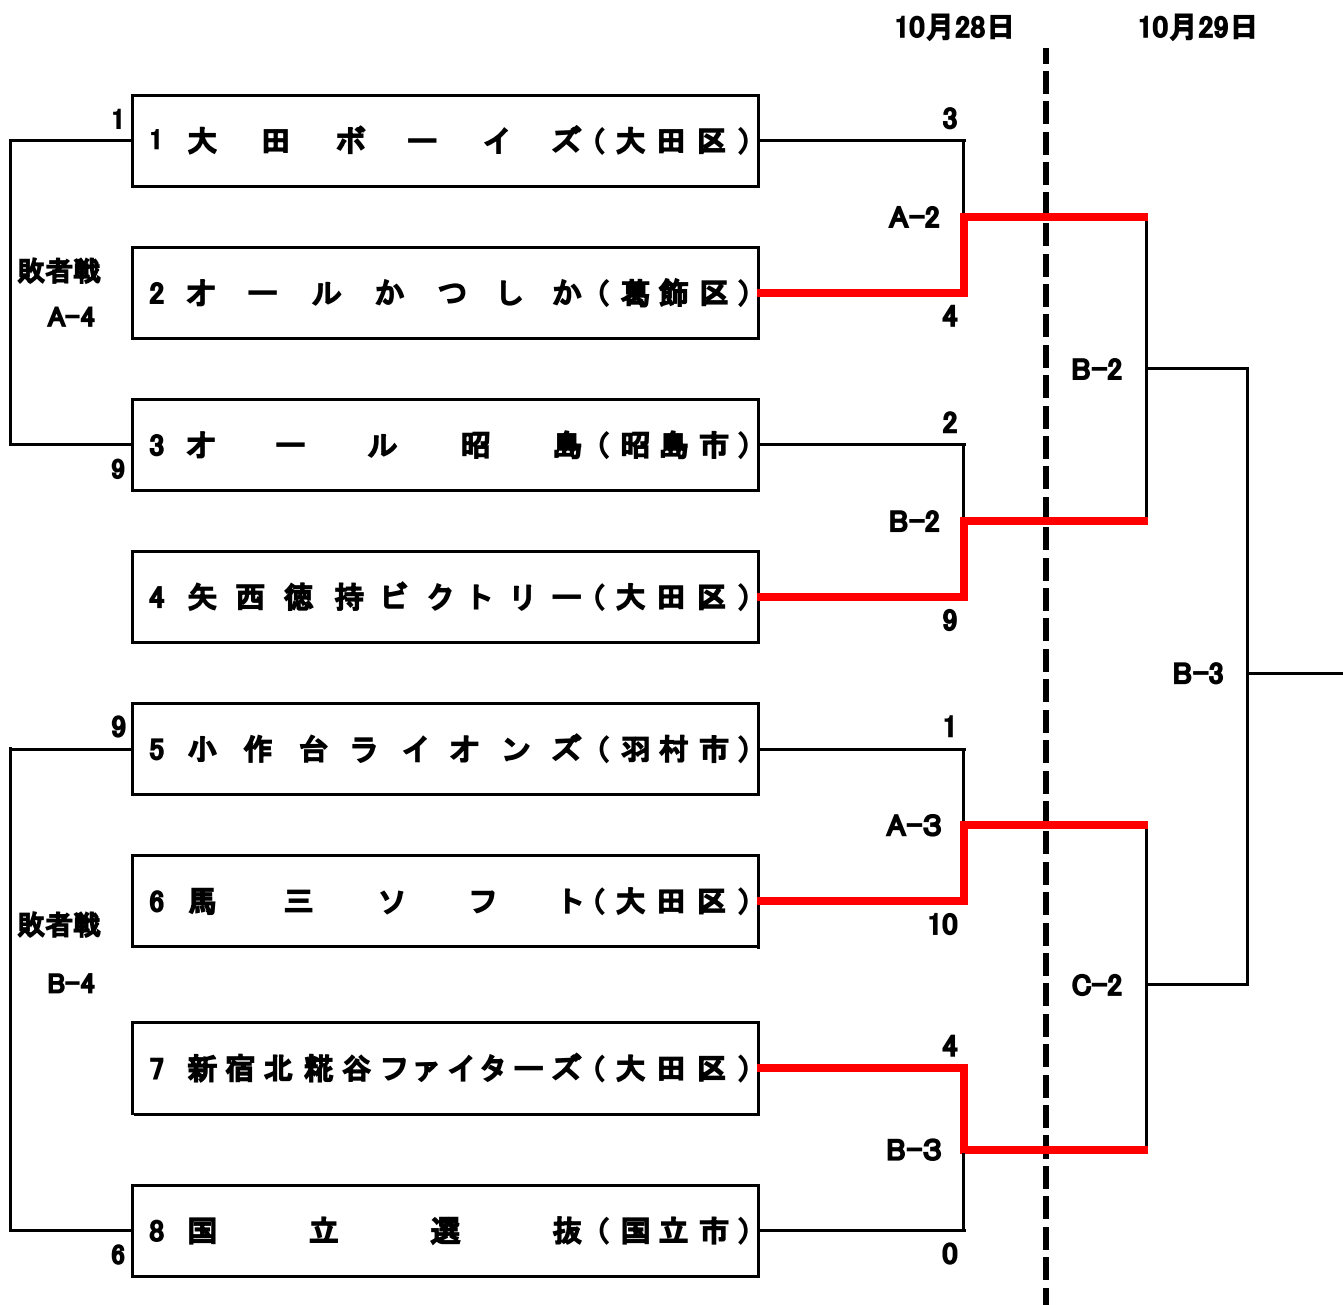 10月28日 10月29日
1 3
1 大田ボーイズ(大田区)
A-2
敗者戦
A-4
2 オールかつしか(葛飾区)
4
B-2
2
3 オール昭島(昭島市)
9
B-2
4 矢西徳持ビクトリー(大田区)
9
B-3
9 1
5 小作台ライオンズ(羽村市)
A-3
6 馬三ソフト(大田区)
10
敗者戦
B-4
C-2
4
7 新宿北糀谷ファイターズ(大田区)
B-3
8 国立選抜(国立市)
6 0